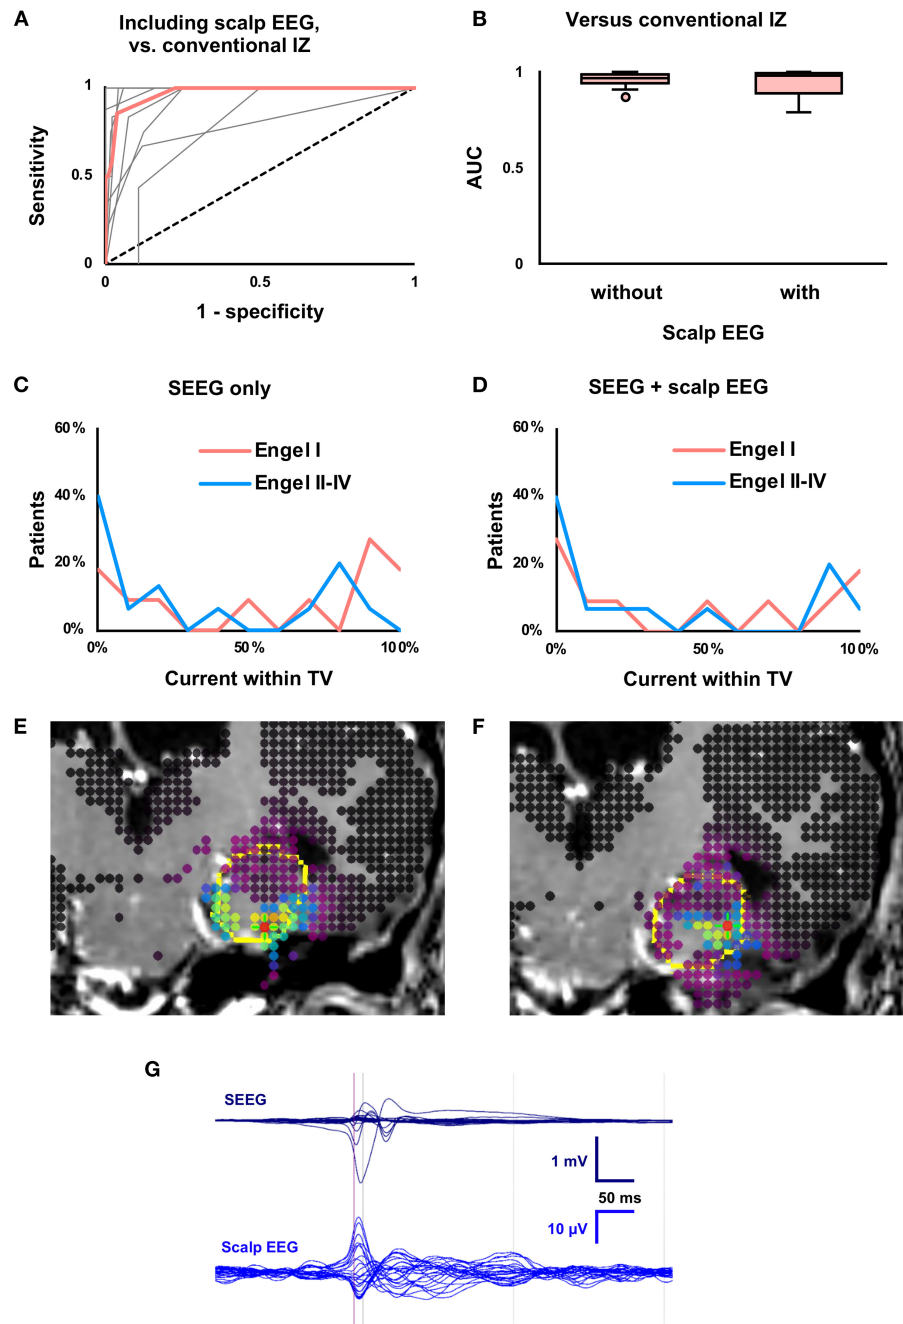 A
Including scalp EEG,
vs. conventional IZ
1
0.5
0
Sensitivity
0
0.5
1
1 - specificity
B
Versus conventional IZ
1
0.5
0
AUC
without
with
Scalp EEG
C
SEEG only
60%
40%
20%
0%
Patients
Engel I
Engel II-IV
0%
50%
100%
Current within TV
D
SEEG + scalp EEG
60%
40%
20%
0%
Patients
Engel I
Engel II-IV
0%
50%
100%
Current within TV
E
F
G
SEEG
1 mV
50 ms
10 µV
Scalp EEG